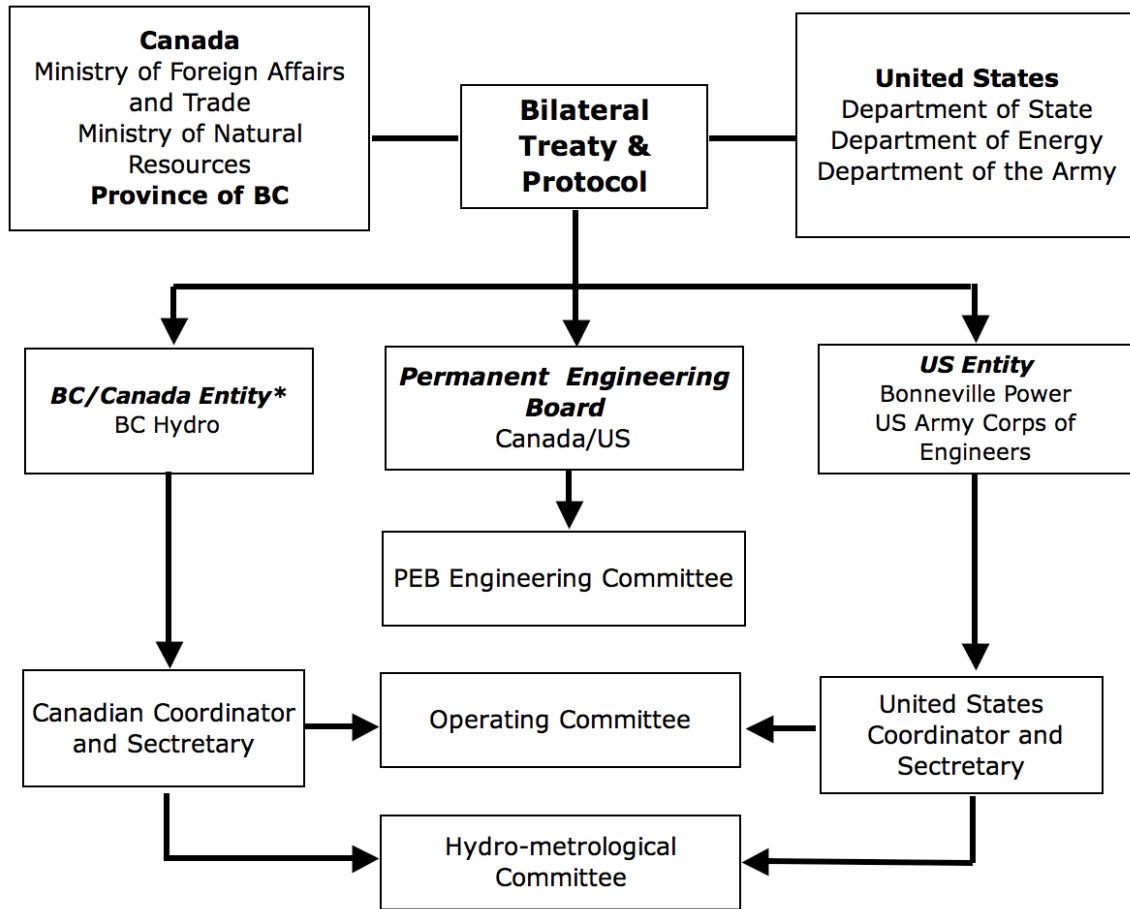 Canada
Ministry of Foreign Affairs
and Trade
Ministry of Natural
Resources
Province of BC
Bilateral
Treaty &
Protocol
United States
Department of State
Department of Energy
Department of the Army
BC/Canada Entity*
BC Hydro
Permanent Engineering
Board
Canada/US
US Entity
Bonneville Power
US Army Corps of
Engineers
PEB Engineering Committee
Canadian Coordinator
and Sectretary
Operating Committee
United States
Coordinator and
Sectretary
Hydro-metrological
Committee